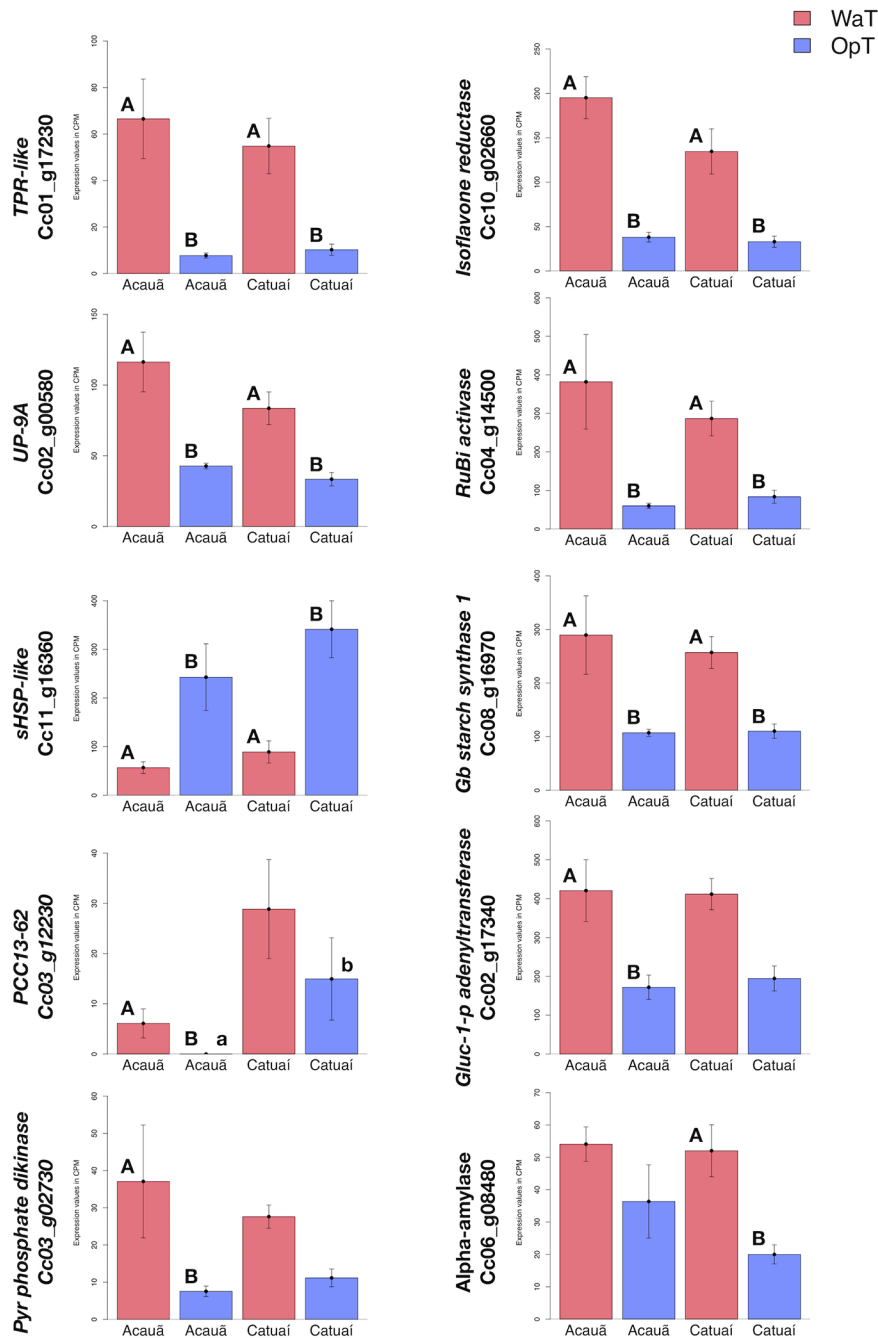 WaT
OpT
TPR-like
Cc01_g17230
Expression values in CPM
0
20
40
60
80
100
A
B
A
B
Acauã
Acauã
Catuaí
Catuaí
Isoflavone reductase
Cc10_g02660
Expression values in CPM
0
50
100
150
200
250
A
B
A
B
Acauã
Acauã
Catuaí
Catuaí
UP-9A
Cc02_g00580
Expression values in CPM
0
50
100
150
A
B
A
B
Acauã
Acauã
Catuaí
Catuaí
RuBi activase
Cc04_g14500
Expression values in CPM
0
100
200
300
400
500
600
A
B
A
B
Acauã
Acauã
Catuaí
Catuaí
sHSP-like
Cc11_g16360
Expression values in CPM
0
100
200
300
400
A
B
A
B
Acauã
Acauã
Catuaí
Catuaí
Gb starch synthase 1
Cc08_g16970
Expression values in CPM
0
100
200
300
400
A
B
A
B
Acauã
Acauã
Catuaí
Catuaí
PCC13-62
Cc03_g12230
Expression values in CPM
0
10
20
30
40
A
B
a
b
Acauã
Acauã
Catuaí
Catuaí
Gluc-1-p adenyltransferase
Cc02_g17340
Expression values in CPM
0
100
200
300
400
500
600
A
B
Acauã
Acauã
Catuaí
Catuaí
Pyr phosphate dikinase
Cc03_g02730
Expression values in CPM
0
10
20
30
40
50
60
A
B
Acauã
Acauã
Catuaí
Catuaí
Alpha-amylase
Cc06_g08480
Expression values in CPM
0
10
20
30
40
50
60
70
A
B
Acauã
Acauã
Catuaí
Catuaí